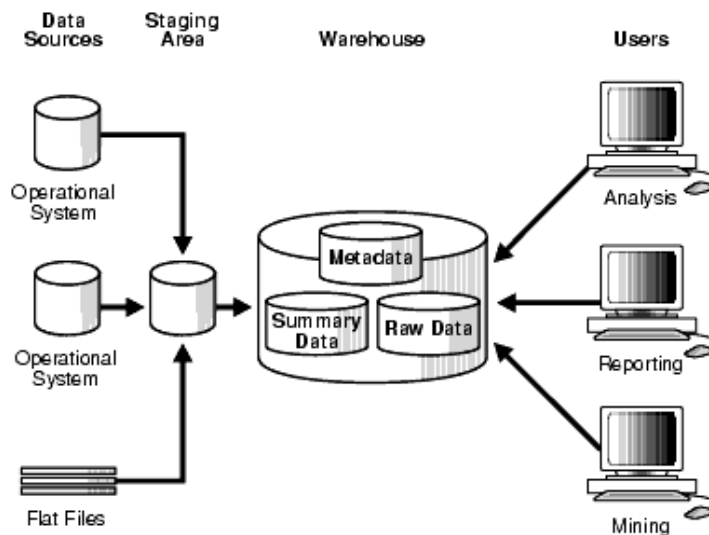 Data
Sources
Staging
Area
Warehouse
Users
Operational
System
Analysis
Metadata
Summary
Data
Raw Data
Operational
System
Reporting
Flat Files
Mining